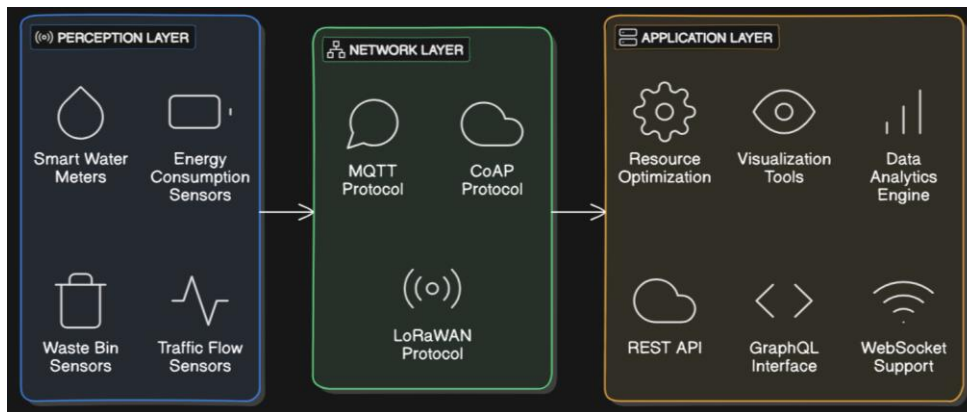 PERCEPTION LAYER
Smart Water
Meters
Energy
Consumption
Sensors
Waste Bin
Sensors
Traffic Flow
Sensors
NETWORK LAYER
MQTT
Protocol
CoAP
Protocol
LoRaWAN
Protocol
APPLICATION LAYER
Resource
Optimization
Visualization
Tools
Data
Analytics
Engine
REST API
GraphQL
Interface
WebSocket
Support